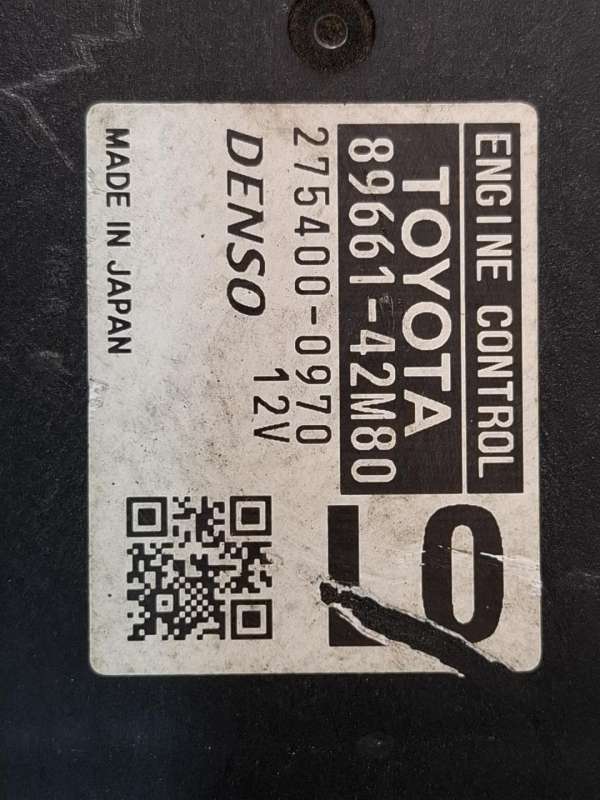 ENGINE CONTROL
TOYOTA
89661-42M80
275400-0970
12V
DENSO
MADE IN JAPAN